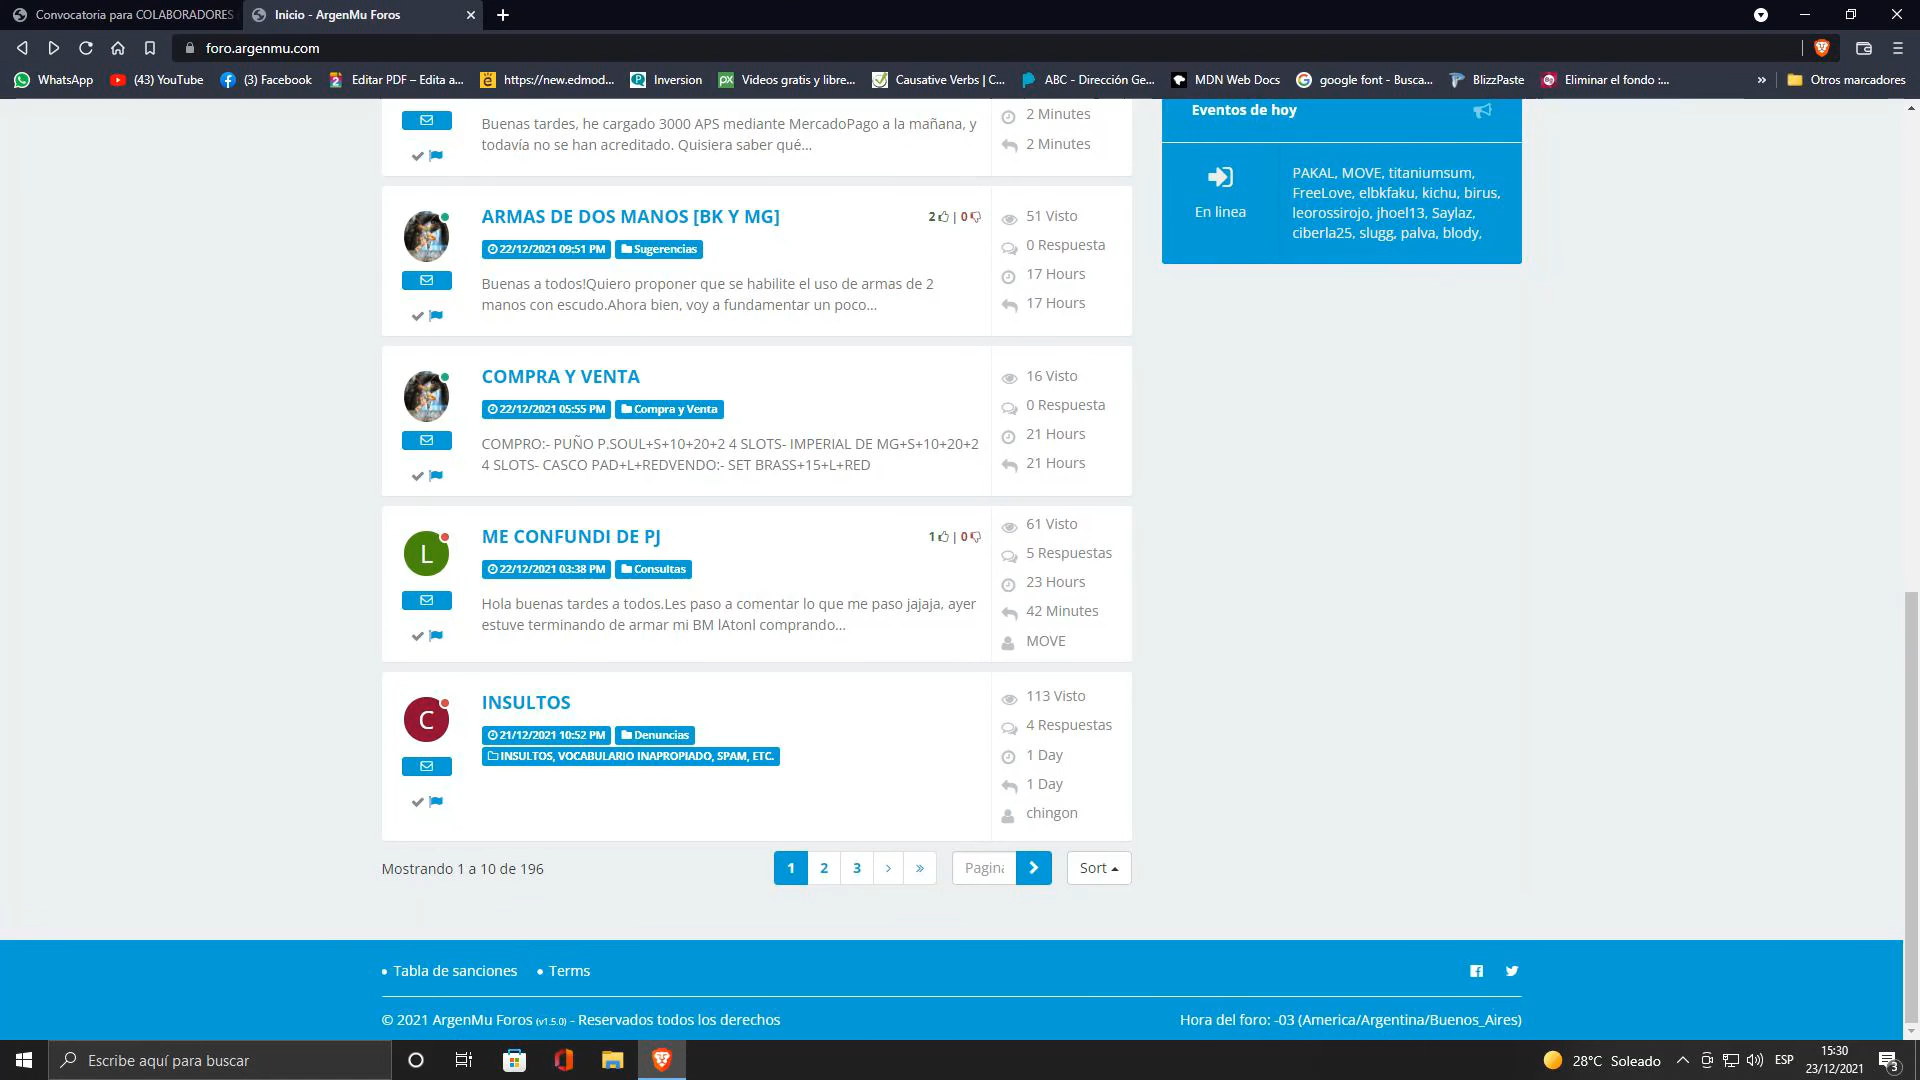 Convocatoria para COLABORADORES
Inicio - ArgenMu Foros
foro.argenmu.com
WhatsApp
(43) YouTube
(3) Facebook
Editar PDF – Edita a...
https://new.edmod...
Inversion
Videos gratis y libre...
Causative Verbs | C...
ABC - Dirección Ge...
MDN Web Docs
google font - Busca...
BlizzPaste
Eliminar el fondo :...
»
Otros marcadores
Buenas tardes, he cargado 3000 APS mediante MercadoPago a la mañana, y
todavía no se han acreditado. Quisiera saber qué...
2 Minutes
2 Minutes
Eventos de hoy
En linea
PAKAL, MOVE, titaniumsum,
FreeLove, elbkfaku, kichu, birus,
leorossirojo, jhoel13, Saylaz,
ciberla25, slugg, palva, blody,
ARMAS DE DOS MANOS [BK Y MG]
2 | 0
22/12/2021 09:51 PM
Sugerencias
Buenas a todos!Quiero proponer que se habilite el uso de armas de 2
manos con escudo.Ahora bien, voy a fundamentar un poco...
51 Visto
0 Respuesta
17 Hours
17 Hours
COMPRA Y VENTA
22/12/2021 05:55 PM
Compra y Venta
COMPRO:- PUÑO P.SOUL+S+10+20+2 4 SLOTS- IMPERIAL DE MG+S+10+20+2
4 SLOTS- CASCO PAD+L+REDVENDO:- SET BRASS+15+L+RED
16 Visto
0 Respuesta
21 Hours
21 Hours
L
ME CONFUNDI DE PJ
1 | 0
22/12/2021 03:38 PM
Consultas
Hola buenas tardes a todos.Les paso a comentar lo que me paso jajaja, ayer
estuve terminando de armar mi BM lAtonl comprando...
61 Visto
5 Respuestas
23 Hours
42 Minutes
MOVE
C
INSULTOS
21/12/2021 10:52 PM
Denuncias
INSULTOS, VOCABULARIO INAPROPIADO, SPAM, ETC.
113 Visto
4 Respuestas
1 Day
1 Day
chingon
Mostrando 1 a 10 de 196
1 2 3 › »
Pagina
Sort
• Tabla de sanciones • Terms
© 2021 ArgenMu Foros (v1.5.0) - Reservados todos los derechos
Hora del foro: -03 (America/Argentina/Buenos_Aires)
Escribe aquí para buscar
28°C Soleado
ESP
15:30
23/12/2021
3